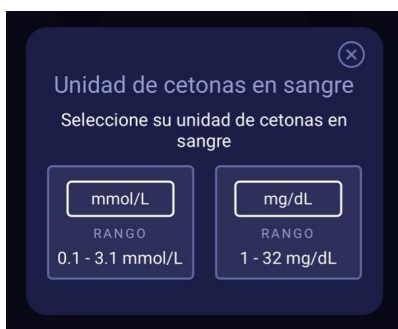 Unidad de cetonas en sangre
Seleccione su unidad de cetonas en
sangre
mmol/L
RANGO
0.1 - 3.1 mmol/L
mg/dL
RANGO
1 - 32 mg/dL